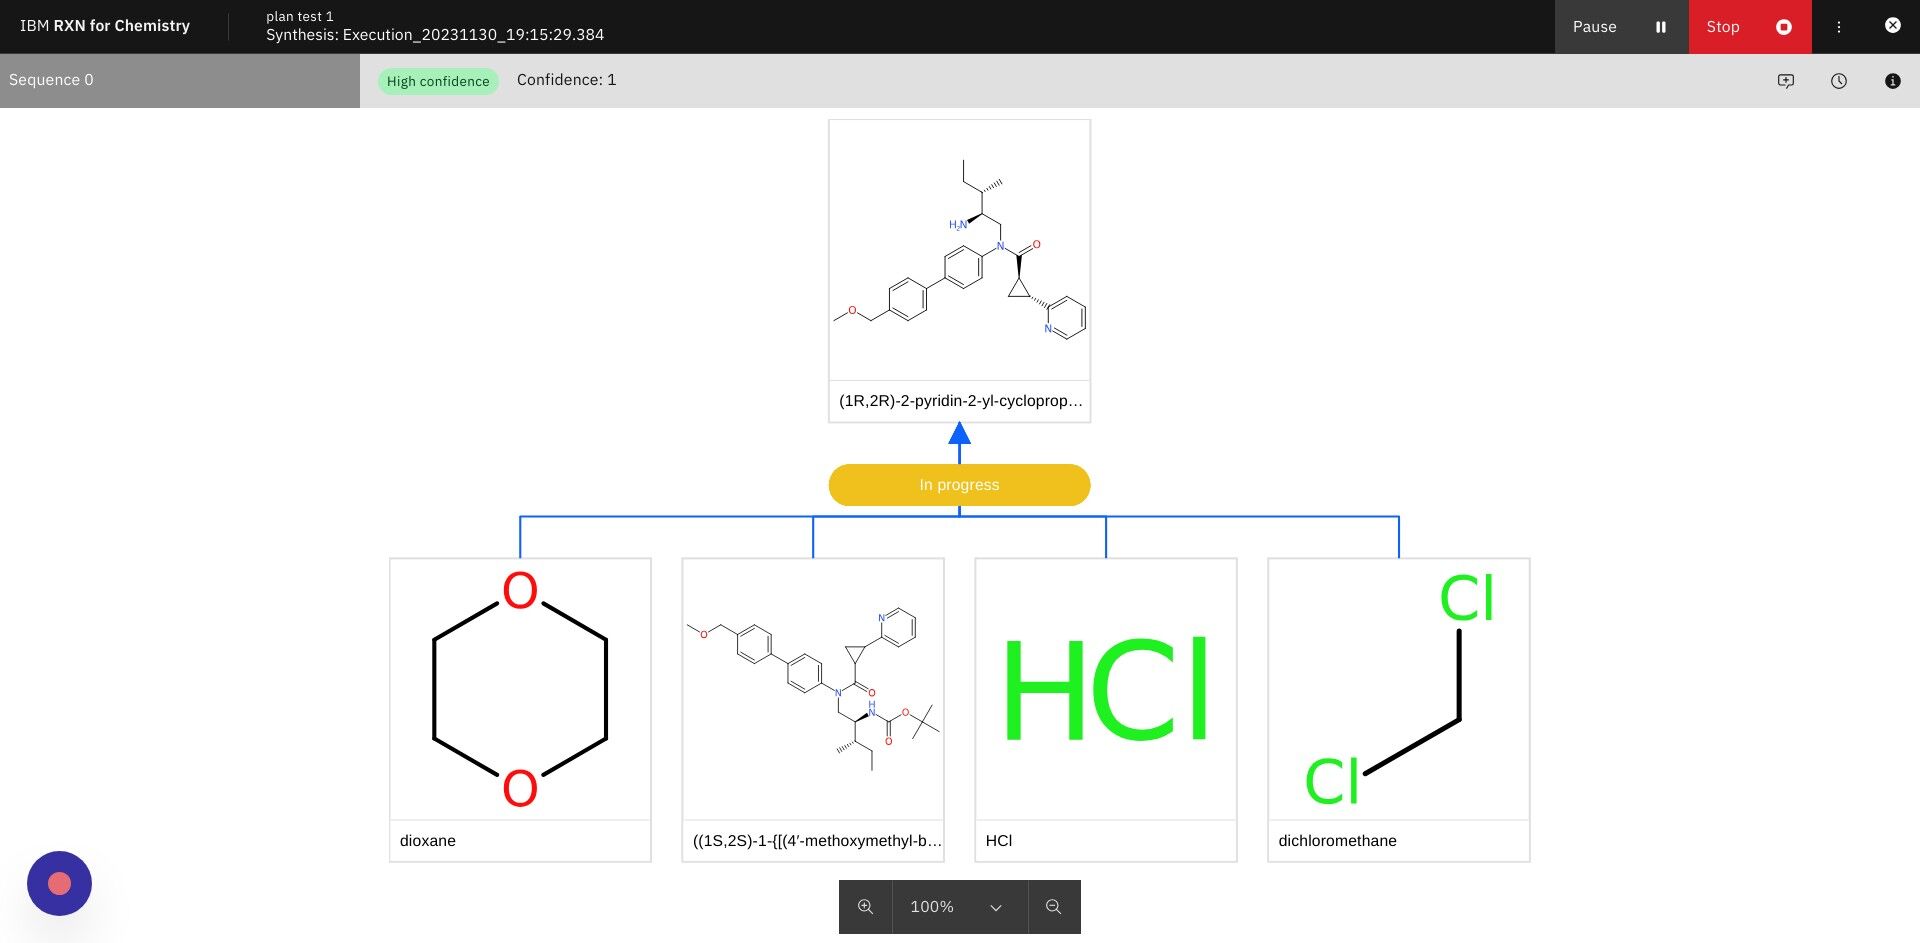 IBM RXN for Chemistry
plan test 1
Synthesis: Execution_20231130_19:15:29.384
Pause
Stop
Sequence 0
High confidence
Confidence: 1
H2N
N
O
O
N
(1R,2R)-2-pyridin-2-yl-cycloprop...
In progress
O
O
dioxane
N
O
N
O
H
N
O
O
((1S,2S)-1-{[(4'-methoxymethyl-b...
HCl
HCl
Cl
Cl
dichloromethane
100%